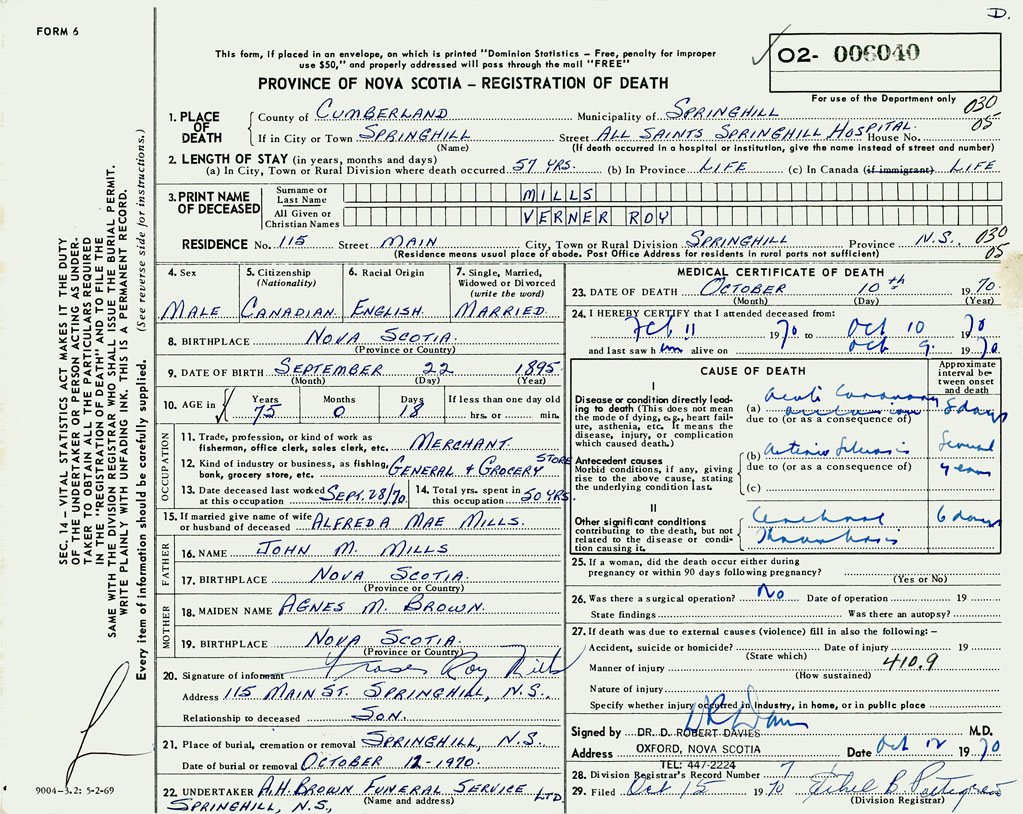 D.
FORM 6
This form, if placed in an envelope, on which is printed "Dominion Statistics – Free, penalty for improper
use $50," and properly addressed will pass through the mail "FREE"
02- 006040
PROVINCE OF NOVA SCOTIA – REGISTRATION OF DEATH
For use of the Department only
1. PLACE OF DEATH
County of CUMBERLAND Municipality of SPRINGHILL 030
If in City or Town SPRINGHILL Street ALL SAINTS SPRINGHILL HOSPITAL. House No. 05
(Name) (If death occurred in a hospital or institution, give the name instead of street and number)
2. LENGTH OF STAY (in years, months and days)
(a) In City, Town or Rural Division where death occurred 57 YRS. (b) In Province LIFE (c) In Canada (if immigrant) LIFE
3. PRINT NAME OF DECEASED
Surname or Last Name MILLS
All Given or Christian Names VERNER ROY
RESIDENCE No. 115 Street MAIN City, Town or Rural Division SPRINGHILL Province N.S. 030
(Residence means usual place of abode. Post Office Address for residents in rural parts not sufficient) 05
4. Sex MALE
5. Citizenship (Nationality) CANADIAN
6. Racial Origin ENGLISH
7. Single, Married, Widowed or Divorced (write the word) MARRIED
8. BIRTHPLACE NOVA SCOTIA.
(Province or Country)
9. DATE OF BIRTH SEPTEMBER 22 1895
(Month) (Day) (Year)
10. AGE in Years 75 Months 0 Days 18 If less than one day old hrs. or min.
OCCUPATION
11. Trade, profession, or kind of work as
fisherman, office clerk, sales clerk, etc. MERCHANT.
12. Kind of industry or business, as fishing,
bank, grocery store, etc. GENERAL & GROCERY STORE
13. Date deceased last worked
at this occupation SEPT. 28/70
14. Total yrs. spent in
this occupation 50 YRS.
15. If married give name of wife
or husband of deceased ALFREDA MAE MILLS.
FATHER
16. NAME JOHN M. MILLS
17. BIRTHPLACE NOVA SCOTIA.
(Province or Country)
MOTHER
18. MAIDEN NAME AGNES M. BROWN.
19. BIRTHPLACE NOVA SCOTIA
(Province or Country)
20. Signature of informant Roy Mills
Address 115 MAIN ST. SPRINGHILL, N.S.
Relationship to deceased SON.
21. Place of burial, cremation or removal SPRINGHILL, N.S.
Date of burial or removal OCTOBER 12-1970.
22. UNDERTAKER A.H. BROWN FUNERAL SERVICE LTD.
(Name and address)
SPRINGHILL, N.S.,
MEDICAL CERTIFICATE OF DEATH
23. DATE OF DEATH OCTOBER 10th 1970
(Month) (Day) (Year)
24. I HEREBY CERTIFY that I attended deceased from:
Feb 11 1970 to Oct 10 1970
and last saw him alive on Oct 9 1970
CAUSE OF DEATH
Approximate interval between onset and death
I
Disease or condition directly leading to death (This does not mean the mode of dying, e.g., heart failure, asthenia, etc. It means the disease, injury, or complication which caused death.)
(a) Acute Coronary occlusion 8 days
due to (or as a consequence of)
Antecedent causes
Morbid conditions, if any, giving rise to the above cause, stating the underlying condition last.
(b) Several years
due to (or as a consequence of)
(c)
II
Other significant conditions
contributing to the death, but not related to the disease or condition causing it.
Cerebral Thrombosis 6 days
25. If a woman, did the death occur either during
pregnancy or within 90 days following pregnancy?
(Yes or No)
26. Was there a surgical operation? No Date of operation 19
State findings Was there an autopsy?
27. If death was due to external causes (violence) fill in also the following: –
Accident, suicide or homicide? Date of injury 19
(State which)
Manner of injury 410.9
(How sustained)
Nature of injury
Specify whether injury occurred in Industry, in home, or in public place
Signed by DR. D. ROBERT DAVIES M.D.
Address OXFORD, NOVA SCOTIA Date Oct 12 1970
TEL: 447-2224
28. Division Registrar's Record Number 7
29. Filed Oct 15 1970 Ethel B
(Division Registrar)
SEC. 14 – VITAL STATISTICS ACT MAKES IT THE DUTY
OF THE UNDERTAKER OR PERSON ACTING AS UNDER-
TAKER TO OBTAIN ALL THE PARTICULARS REQUIRED
IN THE "REGISTRATION OF DEATH" AND TO FILE THE
SAME WITH THE DIVISION REGISTRAR WHO SHALL ISSUE THE BURIAL PERMIT.
WRITE PLAINLY WITH UNFADING INK. THIS IS A PERMANENT RECORD.
Every item of information should be carefully supplied. (See reverse side for instructions.)
9004-3.2: 5-2-69